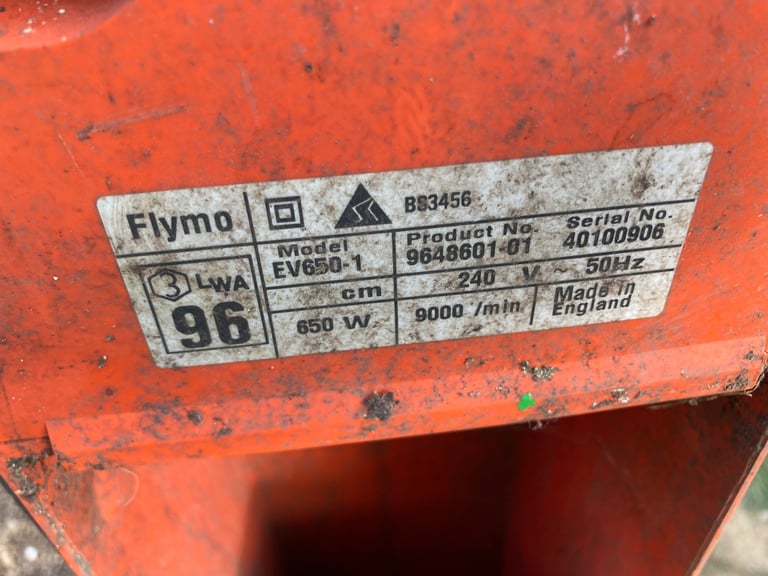 Flymo
BS3456
Model
EV650-1
Product No.
9648601-01
Serial No.
40100906
3 LWA
96
cm
240 V ~ 50Hz
650 W
9000 /min
Made in
England